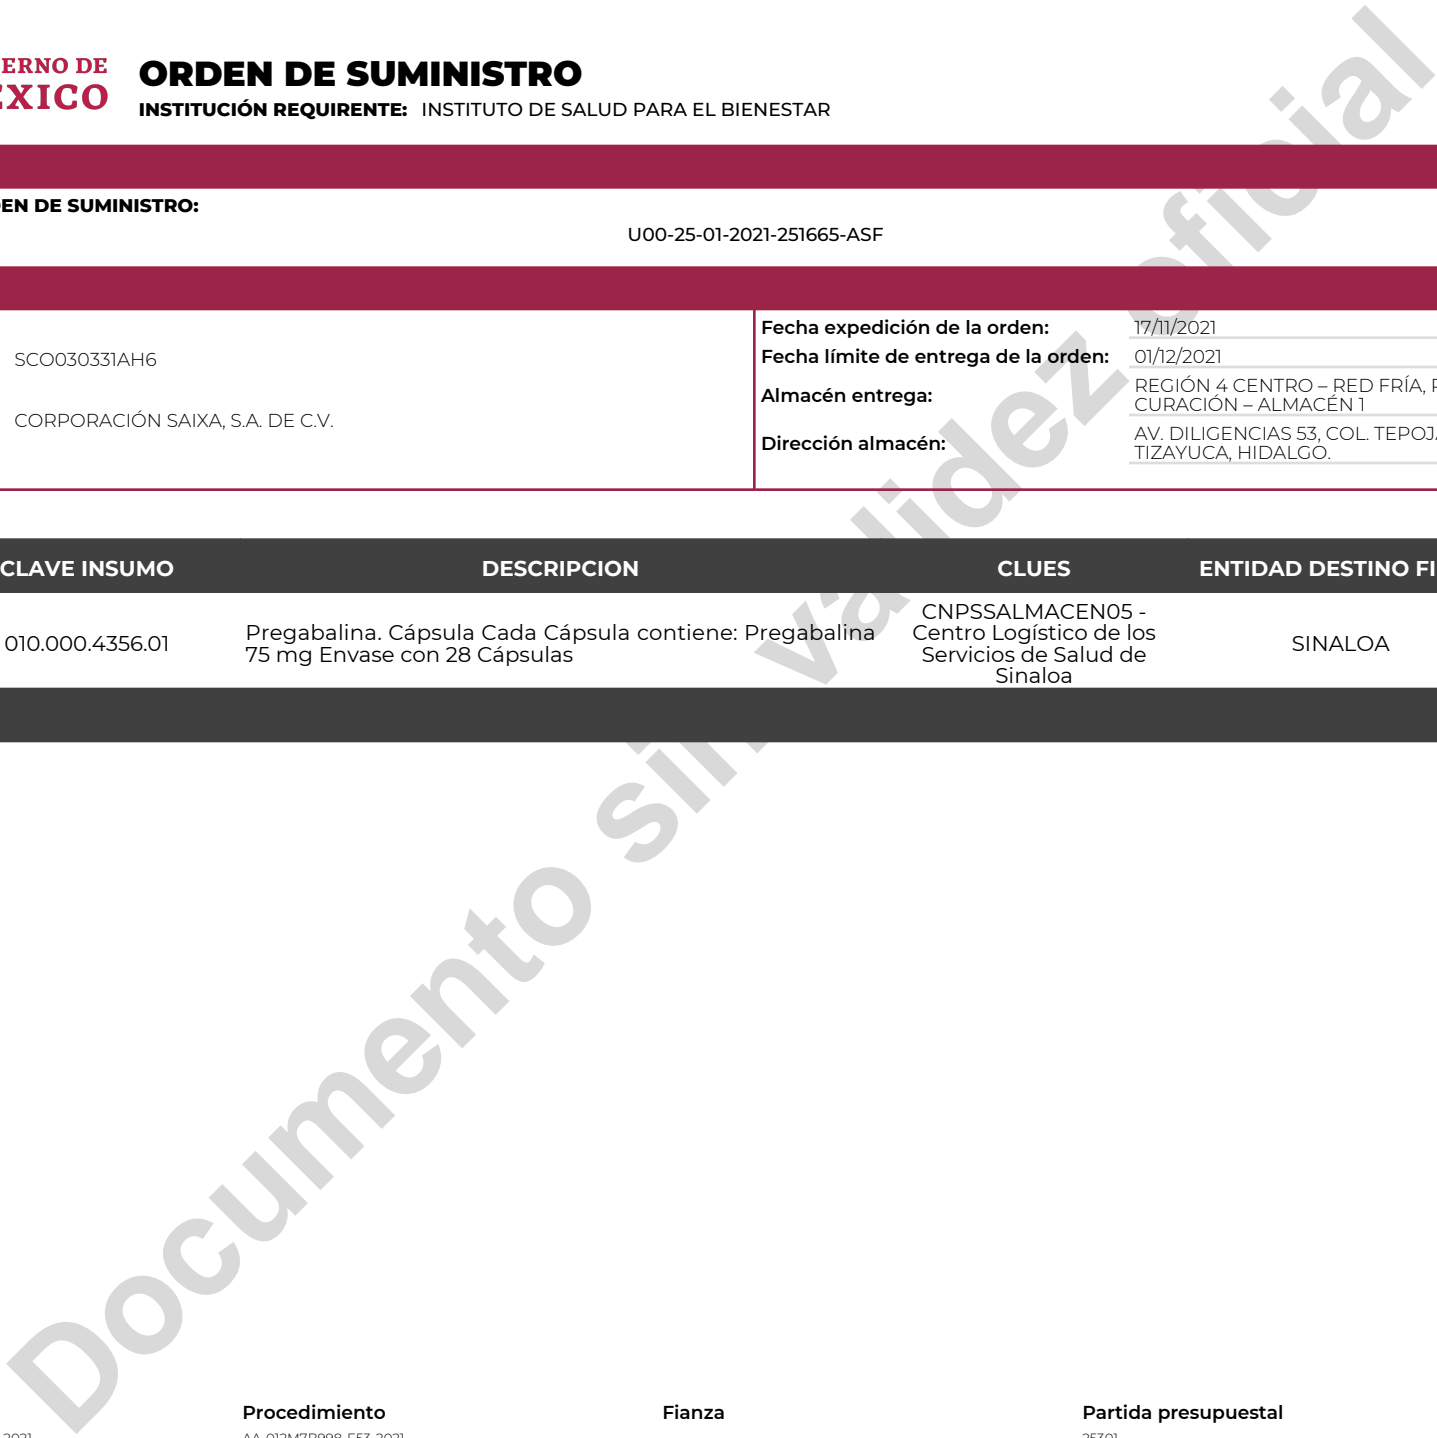 ERNO DE
EXICO
ORDEN DE SUMINISTRO
INSTITUCIÓN REQUIRENTE: INSTITUTO DE SALUD PARA EL BIENESTAR
EN DE SUMINISTRO:
U00-25-01-2021-251665-ASF
SCO030331AH6
CORPORACIÓN SAIXA, S.A. DE C.V.
Fecha expedición de la orden: 17/11/2021
Fecha límite de entrega de la orden: 01/12/2021
Almacén entrega: REGIÓN 4 CENTRO – RED FRÍA,
CURACIÓN – ALMACÉN 1
Dirección almacén: AV. DILIGENCIAS 53, COL. TEPOJ
TIZAYUCA, HIDALGO.
CLAVE INSUMO DESCRIPCION CLUES ENTIDAD DESTINO FI
010.000.4356.01
Pregabalina. Cápsula Cada Cápsula contiene: Pregabalina
75 mg Envase con 28 Cápsulas
CNPSSALMACEN05 -
Centro Logístico de los
Servicios de Salud de
Sinaloa
SINALOA
Documento sin validez oficial
Procedimiento Fianza Partida presupuestal